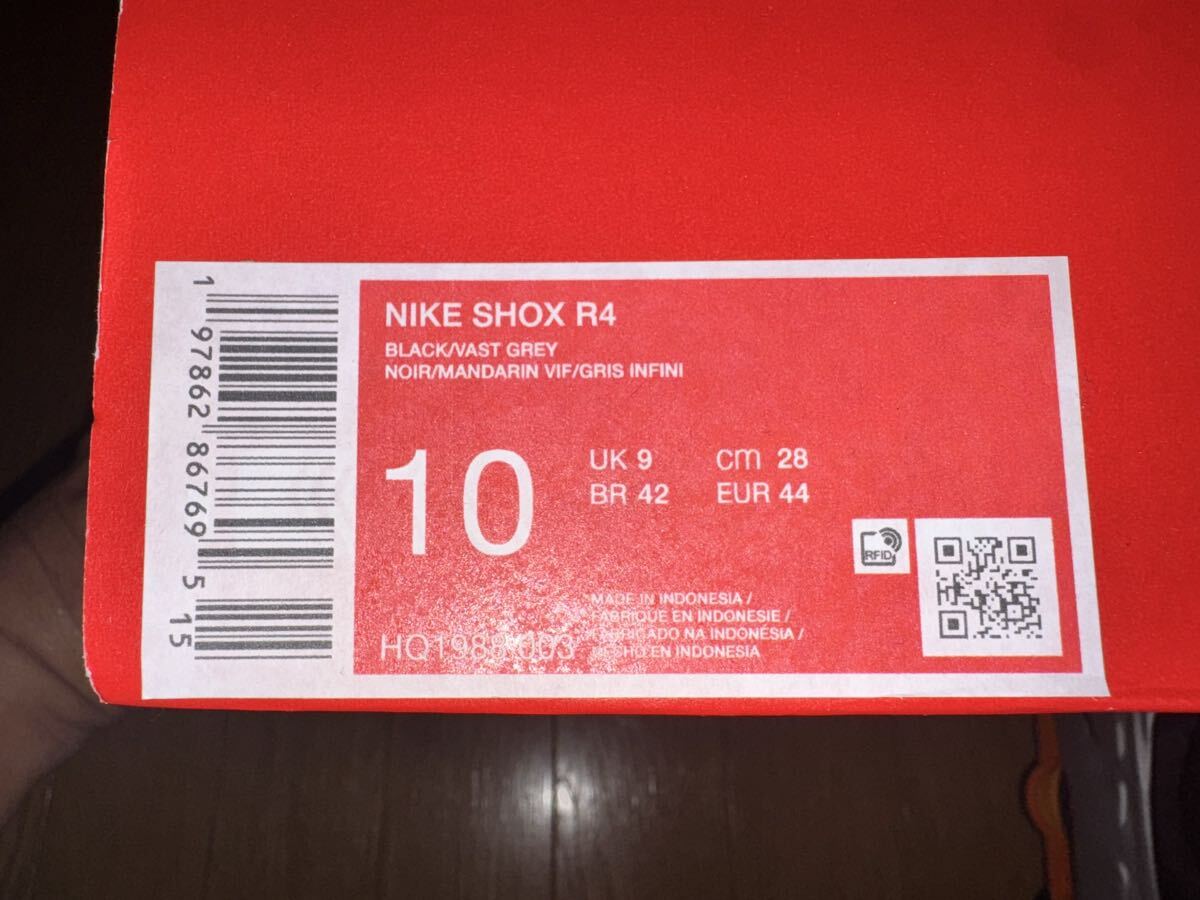 1 97862 86769 5 15
NIKE SHOX R4
BLACK/VAST GREY
NOIR/MANDARIN VIF/GRIS INFINI
10
UK 9 cm 28
BR 42 EUR 44
RFID
HQ1988 003
MADE IN INDONESIA /
FABRIQUE EN INDONESIE /
FABRICADO NA INDONÉSIA /
HECHO EN INDONESIA